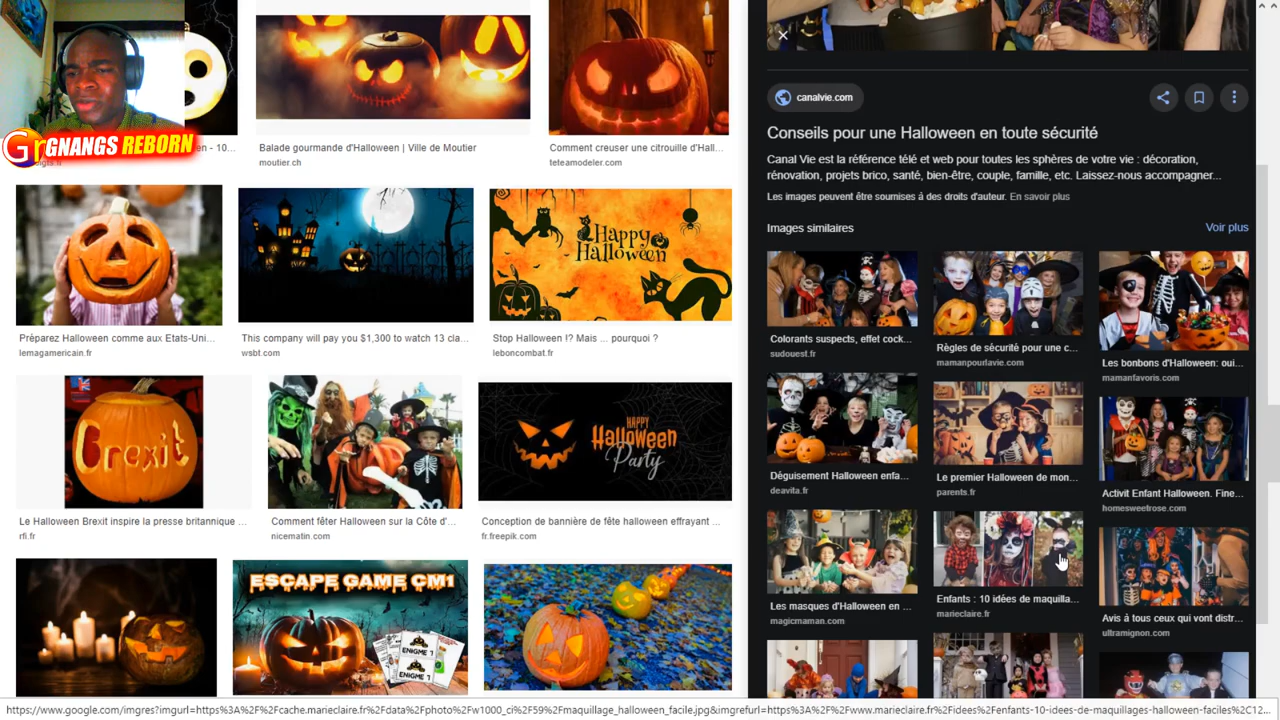 GNANGS REBORN
en - 10...
Balade gourmande d'Halloween | Ville de Moutier
moutier.ch
Comment creuser une citrouille d'Hall...
teteamodeler.com
HAPPY
Halloween
Préparez Halloween comme aux Etats-Uni...
lemagamericain.fr
This company will pay you $1,300 to watch 13 cla...
wsbt.com
Stop Halloween !? Mais ... pourquoi ?
leboncombat.fr
Brexit
HAPPY
Halloween
Party
Le Halloween Brexit inspire la presse britannique ...
rfi.fr
Comment fêter Halloween sur la Côte d'...
nicematin.com
Conception de bannière de fête halloween effrayant ...
fr.freepik.com
ESCAPE GAME CM1
ENIGME 1
ENIGME 7
canalvie.com
Conseils pour une Halloween en toute sécurité
Canal Vie est la référence télé et web pour toutes les sphères de votre vie : décoration,
rénovation, projets brico, santé, bien-être, couple, famille, etc. Laissez-nous accompagner...
Les images peuvent être soumises à des droits d'auteur. En savoir plus
Images similaires
Voir plus
Colorants suspects, effet cock...
sudouest.fr
Règles de sécurité pour une c...
mamanpourlavie.com
Les bonbons d'Halloween: oui...
mamanfavoris.com
Déguisement Halloween enfa...
deavita.fr
Le premier Halloween de mon...
parents.fr
Activit Enfant Halloween. Fine...
homesweetrose.com
Les masques d'Halloween en ...
magicmaman.com
Enfants : 10 idées de maquilla...
marieclaire.fr
Avis à tous ceux qui vont distr...
ultramignon.com
https://www.google.com/imgres?imgurl=https%3A%2F%2Fcache.marieclaire.fr%2Fdata%2Fphoto%2Fw1000_ci%2F59%2Fmaquillage_halloween_facile.jpg&imgrefurl=https%3A%2F%2Fwww.marieclaire.fr%2Fidees%2Fenfants-10-idees-de-maquillages-halloween-faciles%2C12...